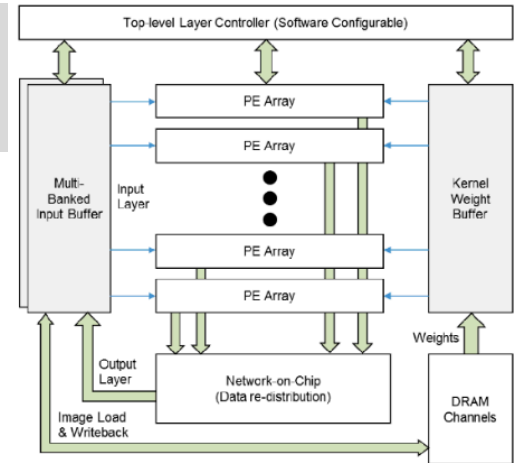 Top-level Layer Controller (Software Configurable)
PE Array
PE Array
Multi-
Banked
Input Buffer
Input
Layer
Kernel
Weight
Buffer
PE Array
PE Array
Weights
Output
Layer
Network-on-Chip
(Data re-distribution)
DRAM
Channels
Image Load
& Writeback